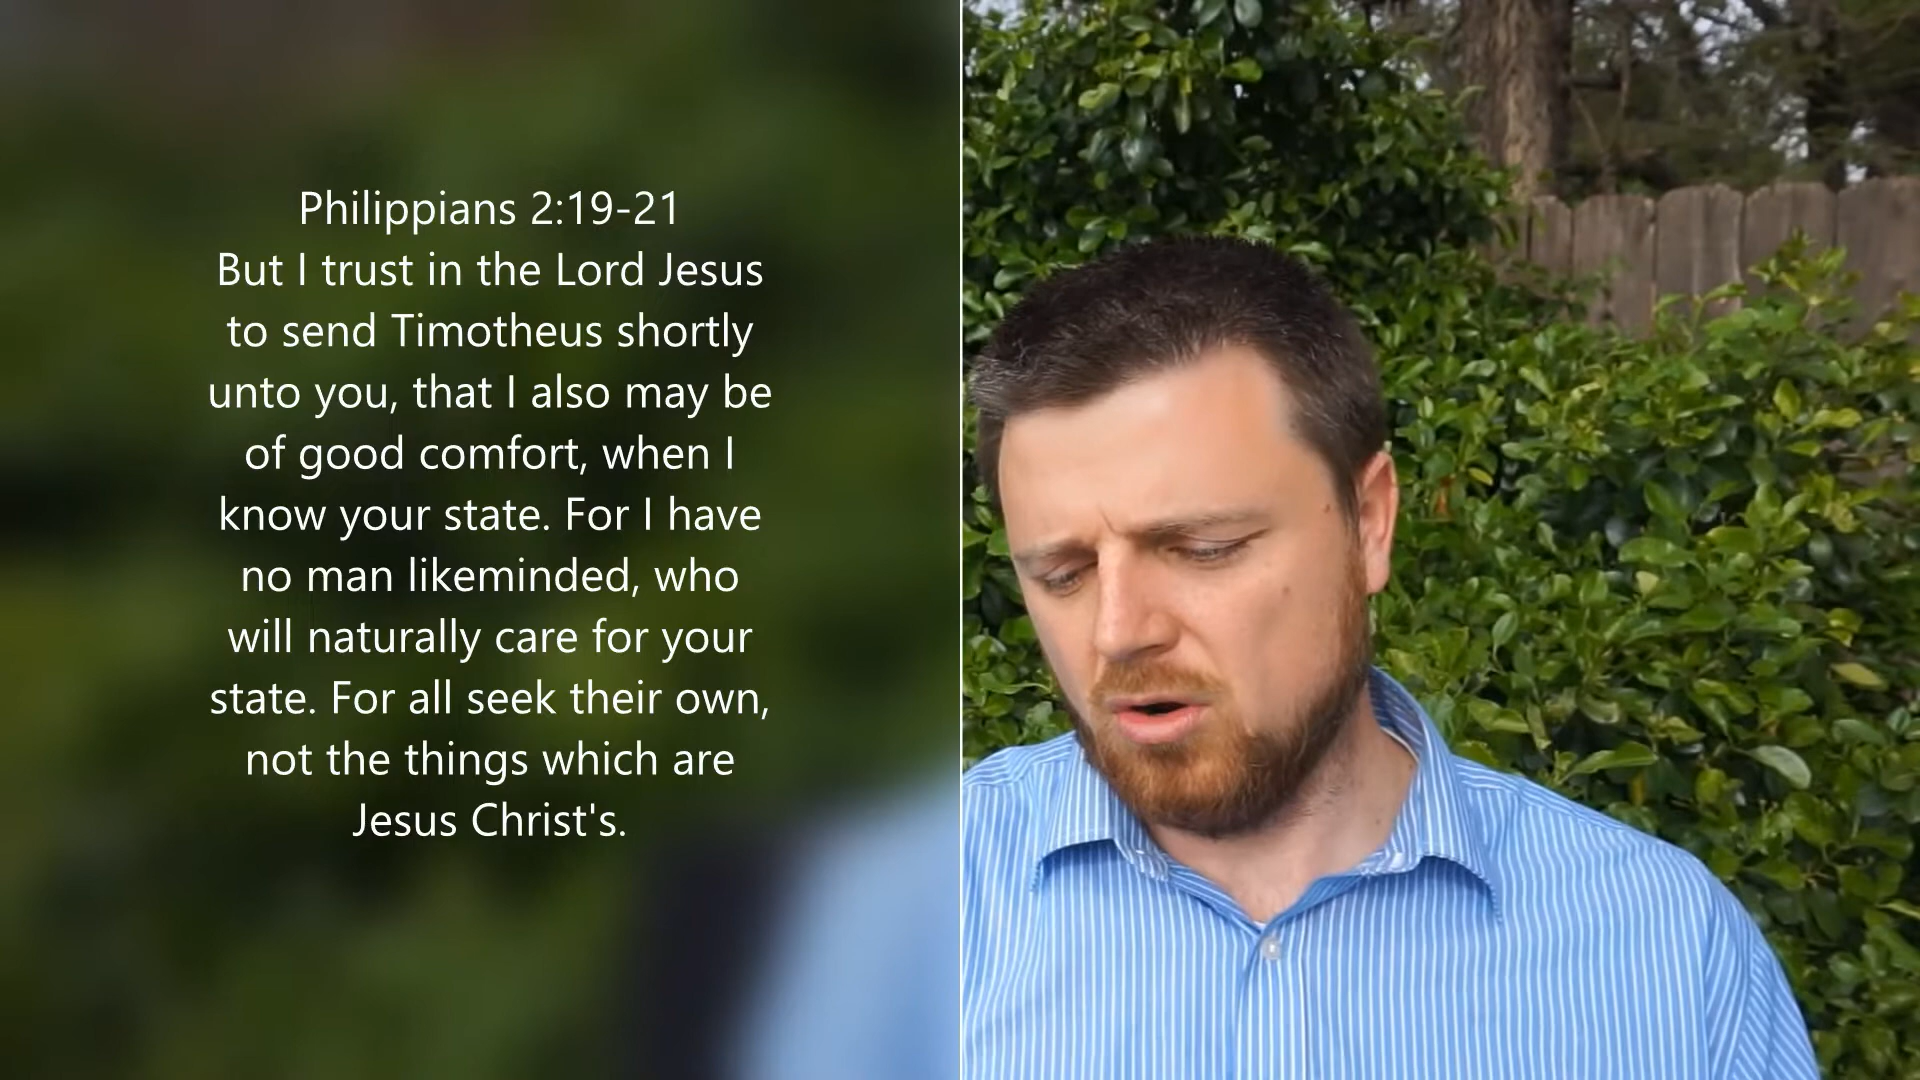 Philippians 2:19-21
But I trust in the Lord Jesus
to send Timotheus shortly
unto you, that I also may be
of good comfort, when I
know your state. For I have
no man likeminded, who
will naturally care for your
state. For all seek their own,
not the things which are
Jesus Christ's.